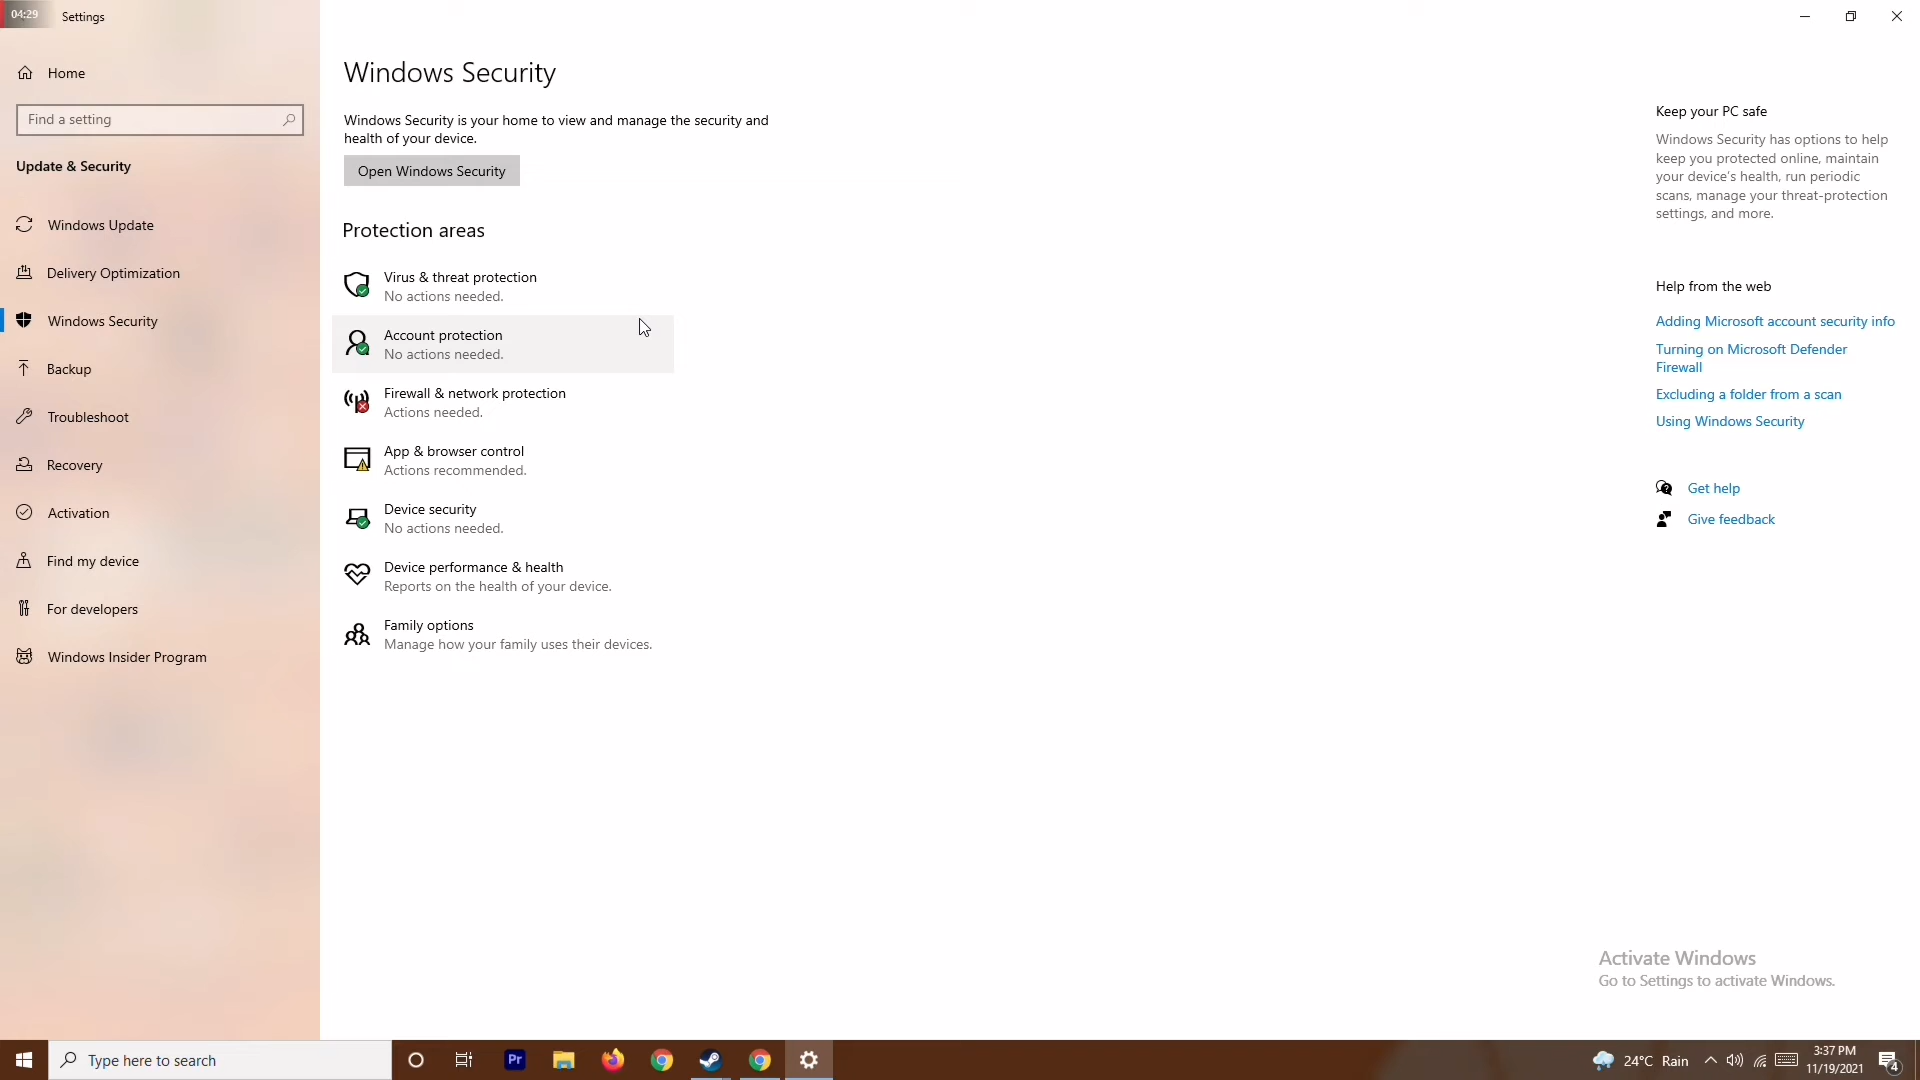 04:29
Settings
Home
Find a setting
Update & Security
Windows Update
Delivery Optimization
Windows Security
Backup
Troubleshoot
Recovery
Activation
Find my device
For developers
Windows Insider Program
Windows Security
Windows Security is your home to view and manage the security and
health of your device.
Open Windows Security
Protection areas
Virus & threat protection
No actions needed.
Account protection
No actions needed.
Firewall & network protection
Actions needed.
App & browser control
Actions recommended.
Device security
No actions needed.
Device performance & health
Reports on the health of your device.
Family options
Manage how your family uses their devices.
Keep your PC safe
Windows Security has options to help
keep you protected online, maintain
your device's health, run periodic
scans, manage your threat-protection
settings, and more.
Help from the web
Adding Microsoft account security info
Turning on Microsoft Defender
Firewall
Excluding a folder from a scan
Using Windows Security
Get help
Give feedback
Activate Windows
Go to Settings to activate Windows.
Type here to search
Pr
24°C Rain
3:37 PM
11/19/2021
4